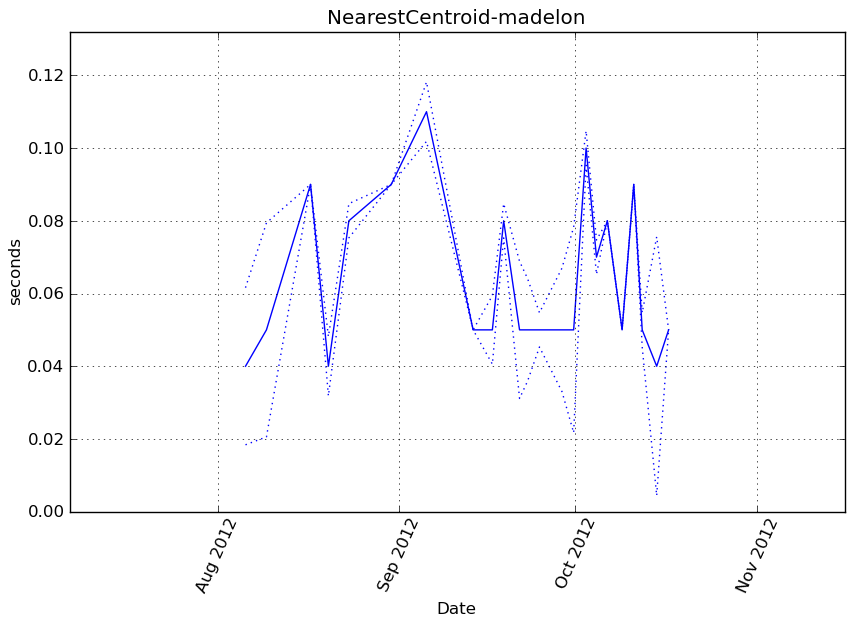 NearestCentroid-madelon
0.12
0.10
0.08
0.06
0.04
0.02
0.00
seconds
Aug 2012
Sep 2012
Oct 2012
Nov 2012
Date